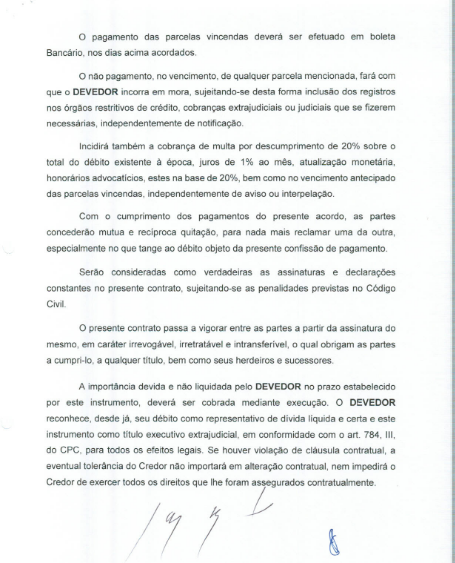 O pagamento das parcelas vincendas deverá ser efetuado em boleta
Bancário, nos dias acima acordados.
O não pagamento, no vencimento, de qualquer parcela mencionada, fará com
que o DEVEDOR incorra em mora, sujeitando-se desta forma inclusão dos registros
nos órgãos restritivos de crédito, cobranças extrajudiciais ou judiciais que se fizerem
necessárias, independentemente de notificação.
Incidirá também a cobrança de multa por descumprimento de 20% sobre o
total do débito existente à época, juros de 1% ao mês, atualização monetária,
honorários advocatícios, estes na base de 20%, bem como no vencimento antecipado
das parcelas vincendas, independentemente de aviso ou interpelação.
Com o cumprimento dos pagamentos do presente acordo, as partes
concederão mutua e recíproca quitação, para nada mais reclamar uma da outra,
especialmente no que tange ao débito objeto da presente confissão de pagamento.
Serão consideradas como verdadeiras as assinaturas e declarações
constantes no presente contrato, sujeitando-se as penalidades previstas no Código
Civil.
O presente contrato passa a vigorar entre as partes a partir da assinatura do
mesmo, em caráter irrevogável, irretratável e intransferível, o qual obrigam as partes
a cumpri-lo, a qualquer título, bem como seus herdeiros e sucessores.
A importância devida e não liquidada pelo DEVEDOR no prazo estabelecido
por este instrumento, deverá ser cobrada mediante execução. O DEVEDOR
reconhece, desde já, seu débito como representativo de dívida líquida e certa e este
instrumento como título executivo extrajudicial, em conformidade com o art. 784, III,
do CPC, para todos os efeitos legais. Se houver violação de cláusula contratual, a
eventual tolerância do Credor não importará em alteração contratual, nem impedirá o
Credor de exercer todos os direitos que lhe foram assegurados contratualmente.